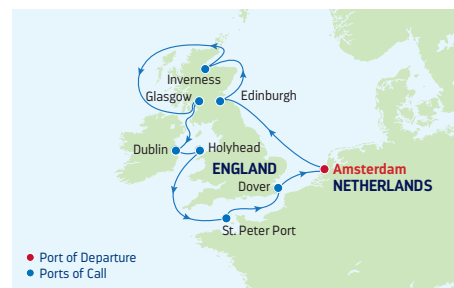 Inverness
Glasgow
Edinburgh
Dublin
Holyhead
ENGLAND
Amsterdam
NETHERLANDS
Dover
St. Peter Port
Port of Departure
Ports of Call